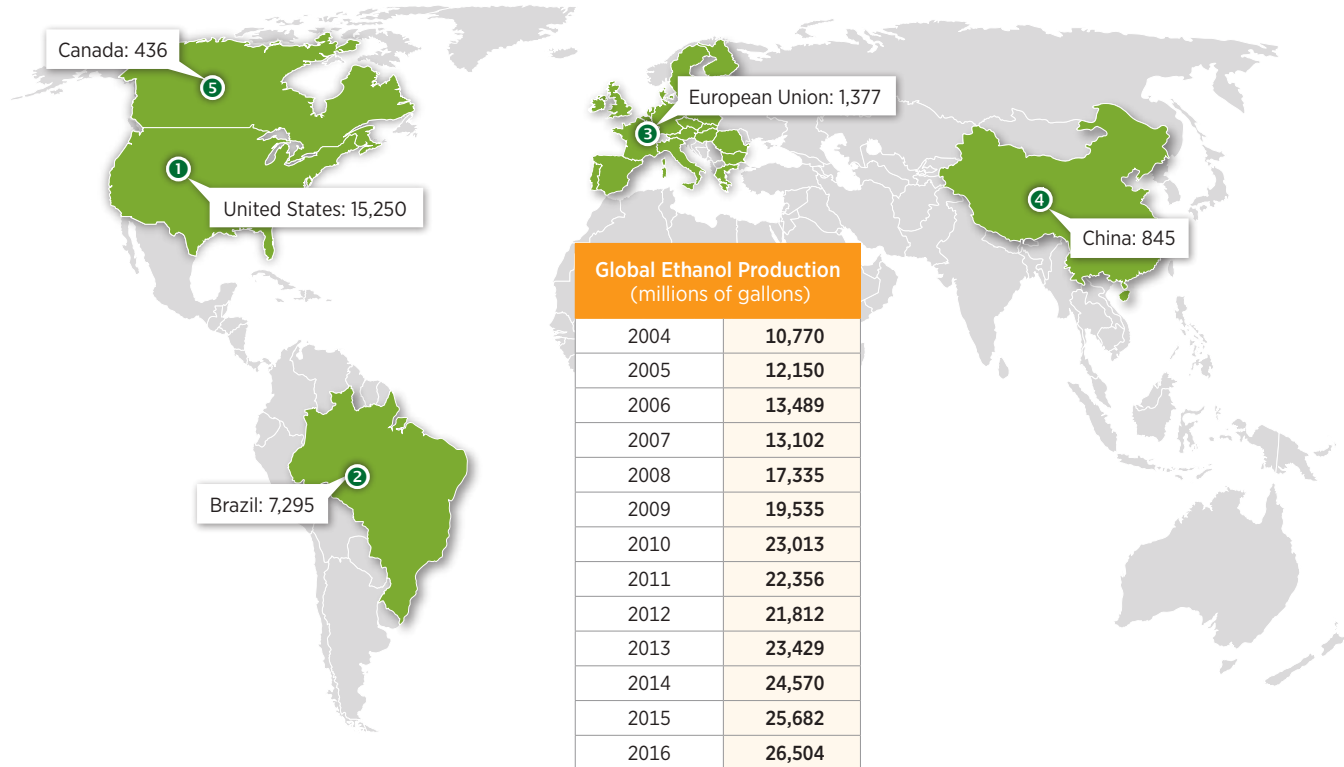 Canada: 436
5
European Union: 1,377
3
1
United States: 15,250
4
China: 845
2
Brazil: 7,295
Global Ethanol Production
(millions of gallons)
2004 10,770
2005 12,150
2006 13,489
2007 13,102
2008 17,335
2009 19,535
2010 23,013
2011 22,356
2012 21,812
2013 23,429
2014 24,570
2015 25,682
2016 26,504